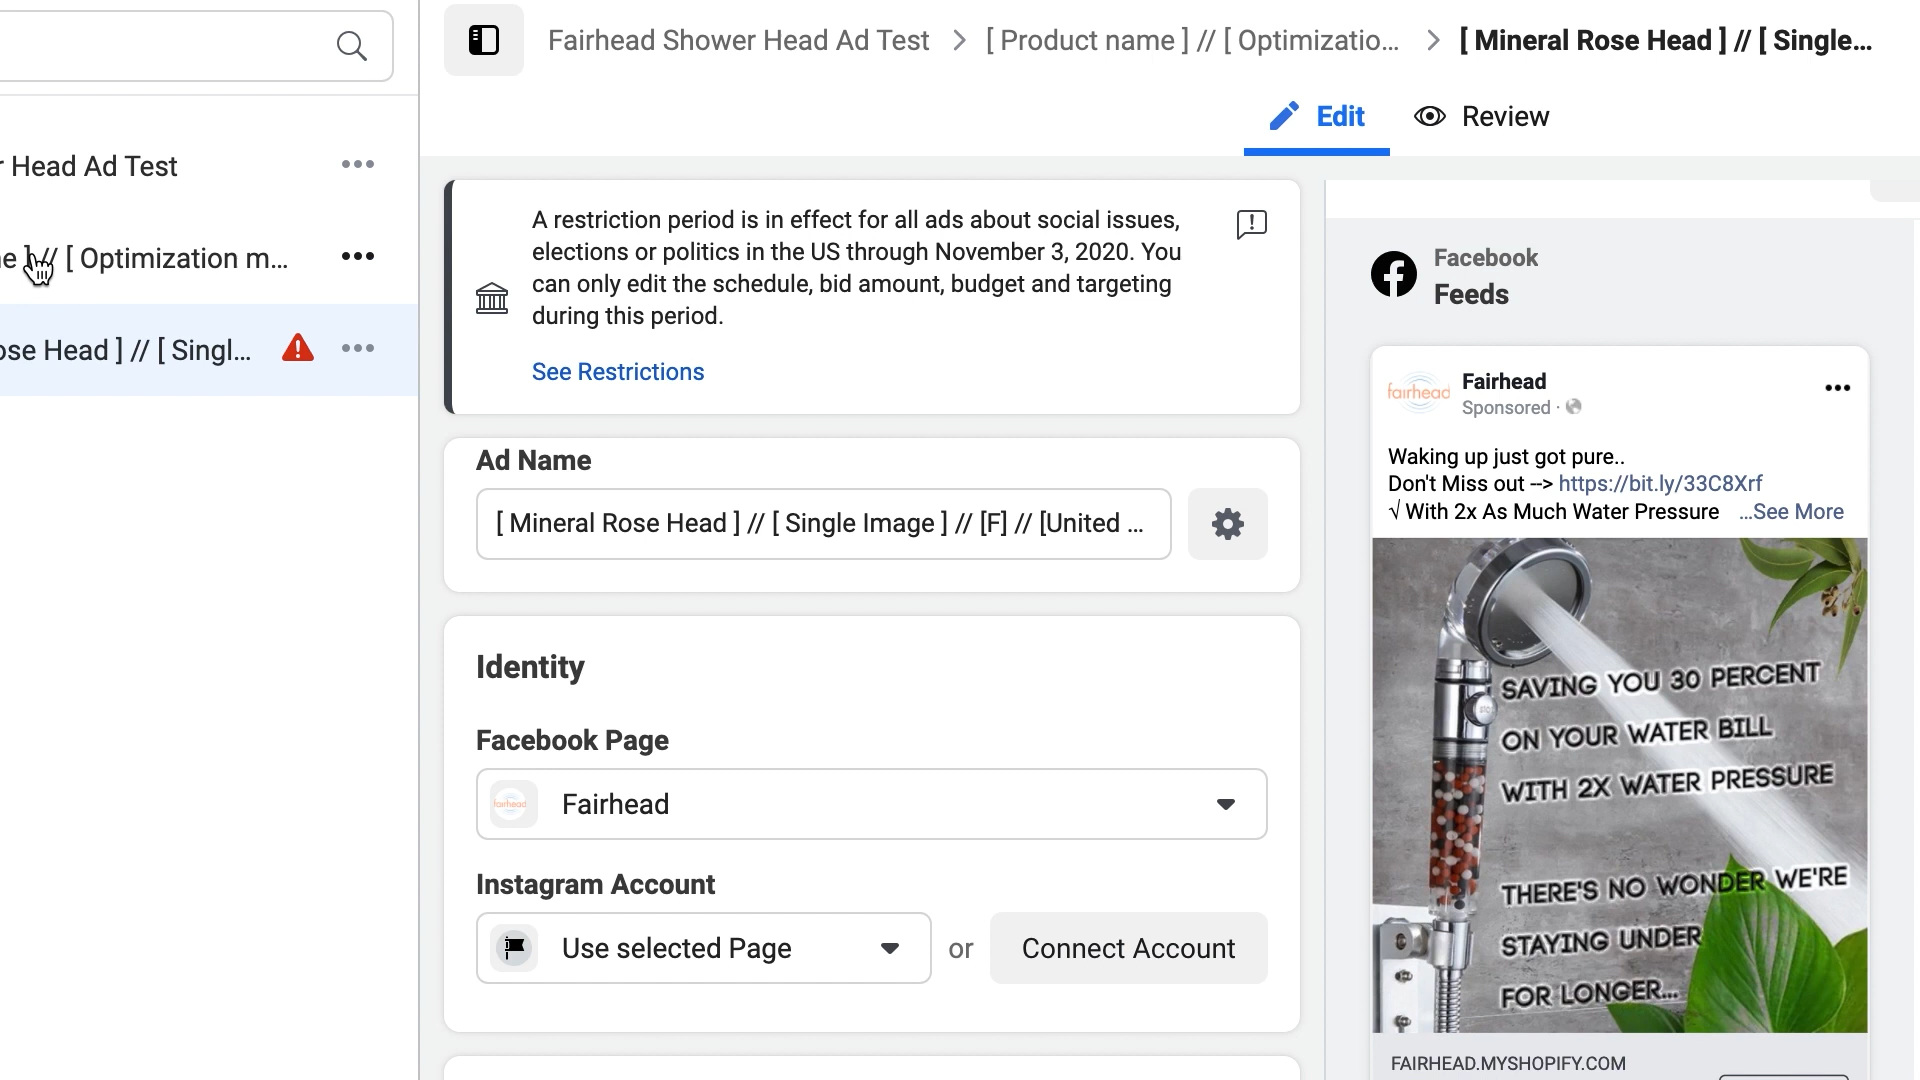 Fairhead Shower Head Ad Test
[ Product name ] // [ Optimizatio...
[ Mineral Rose Head ] // [ Single...
Edit
Review
r Head Ad Test
e ] // [ Optimization m...
ose Head ] // [ Singl...
A restriction period is in effect for all ads about social issues,
elections or politics in the US through November 3, 2020. You
can only edit the schedule, bid amount, budget and targeting
during this period.
See Restrictions
Ad Name
[ Mineral Rose Head ] // [ Single Image ] // [F] // [United ...
Identity
Facebook Page
fairhead
Fairhead
Instagram Account
Use selected Page
or
Connect Account
Facebook
Feeds
fairhead
Fairhead
Sponsored ·
Waking up just got pure..
Don't Miss out --> https://bit.ly/33C8Xrf
√ With 2x As Much Water Pressure ...See More
SAVING YOU 30 PERCENT
ON YOUR WATER BILL
WITH 2X WATER PRESSURE
THERE'S NO WONDER WE'RE
STAYING UNDER
FOR LONGER...
FAIRHEAD.MYSHOPIFY.COM